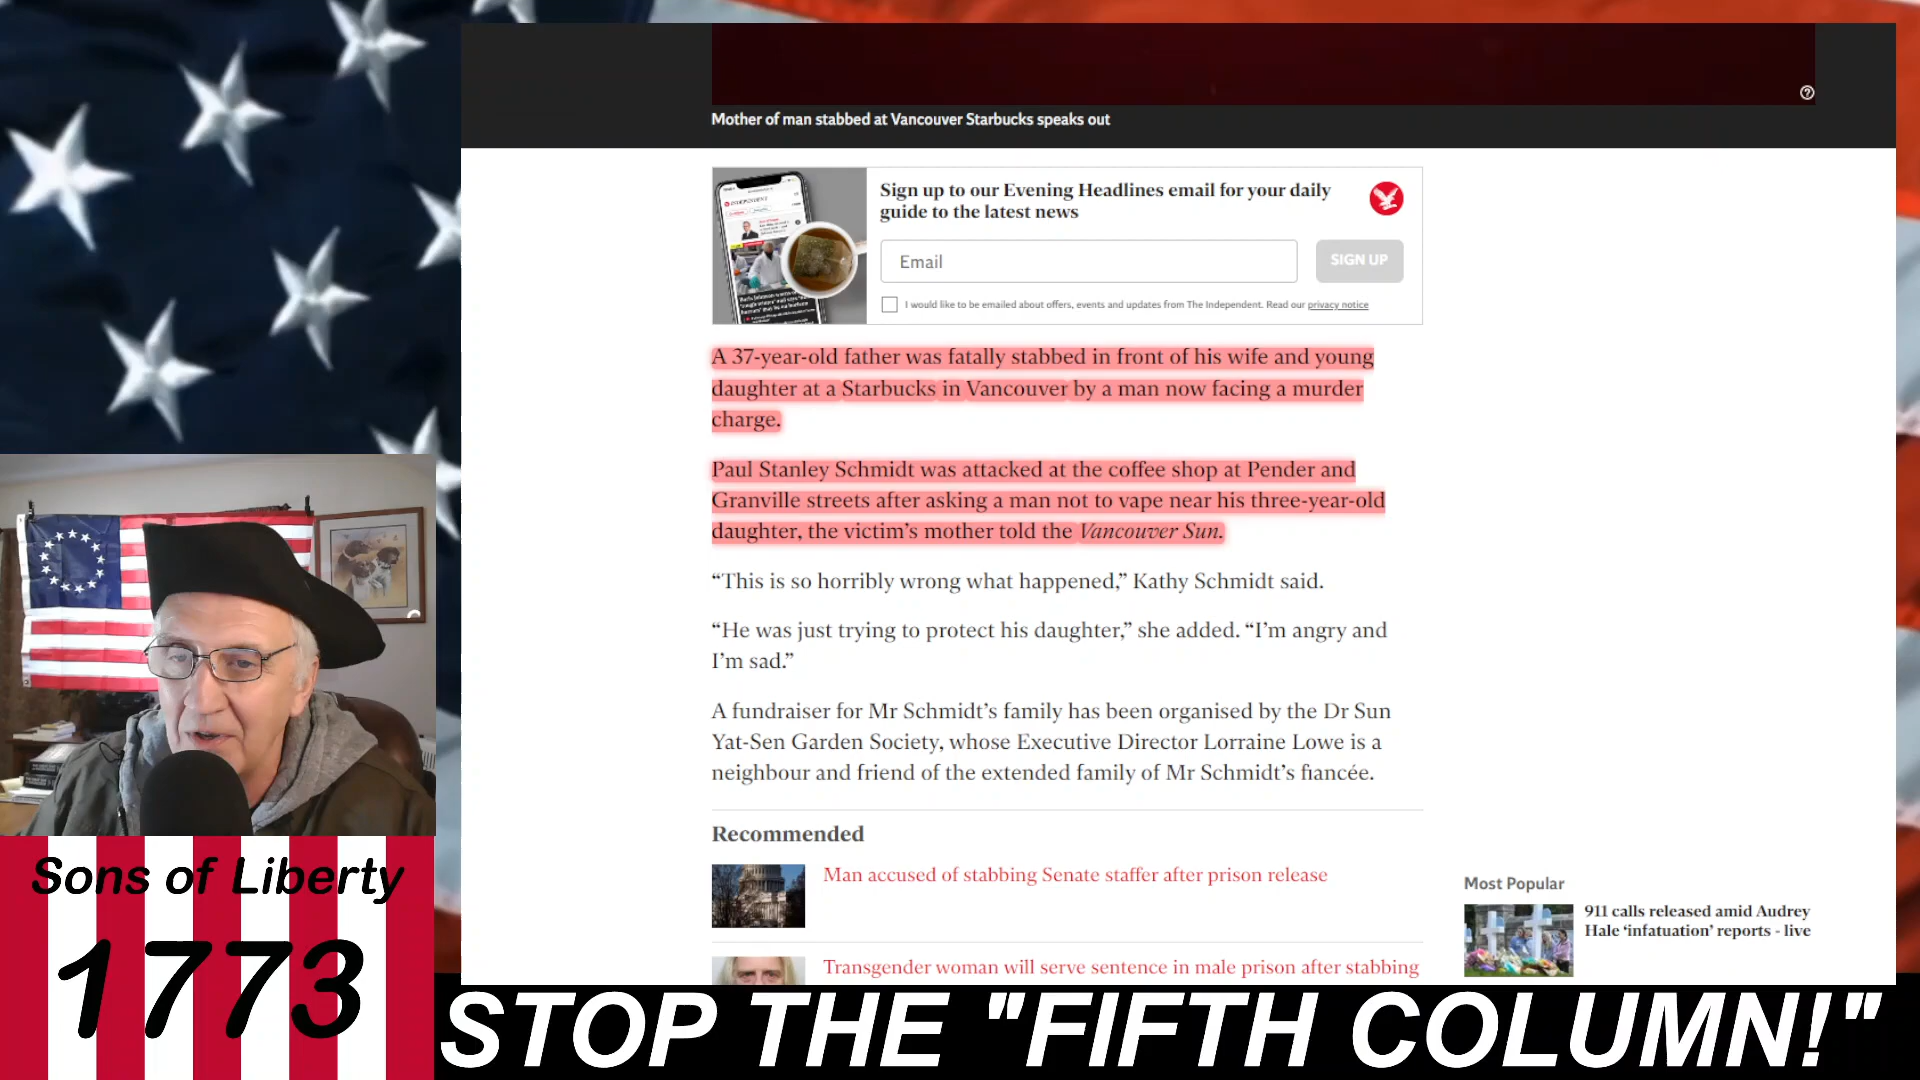 Mother of man stabbed at Vancouver Starbucks speaks out
INDEPENDENT
Sign up to our Evening Headlines email for your daily
guide to the latest news
Email
SIGN UP
I would like to be emailed about offers, events and updates from The Independent. Read our privacy notice
A 37-year-old father was fatally stabbed in front of his wife and young
daughter at a Starbucks in Vancouver by a man now facing a murder
charge.
Paul Stanley Schmidt was attacked at the coffee shop at Pender and
Granville streets after asking a man not to vape near his three-year-old
daughter, the victim’s mother told the Vancouver Sun.
“This is so horribly wrong what happened,” Kathy Schmidt said.
“He was just trying to protect his daughter,” she added. “I’m angry and
I’m sad.”
A fundraiser for Mr Schmidt’s family has been organised by the Dr Sun
Yat-Sen Garden Society, whose Executive Director Lorraine Lowe is a
neighbour and friend of the extended family of Mr Schmidt’s fiancée.
Recommended
Man accused of stabbing Senate staffer after prison release
Transgender woman will serve sentence in male prison after stabbing
Most Popular
911 calls released amid Audrey
Hale ‘infatuation’ reports - live
Sons of Liberty
1773
STOP THE "FIFTH COLUMN!"